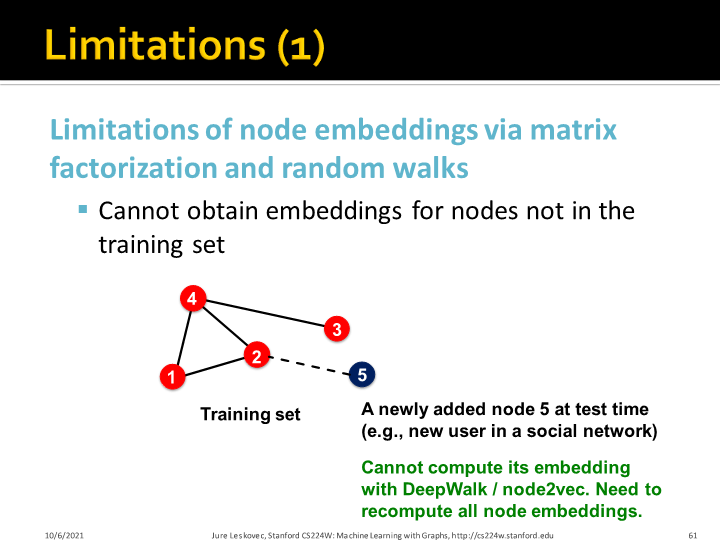 Limitations (1)
Limitations of node embeddings via matrix
factorization and random walks
▪ Cannot obtain embeddings for nodes not in the
training set
4
3
2
1
5
Training set
A newly added node 5 at test time
(e.g., new user in a social network)
Cannot compute its embedding
with DeepWalk / node2vec. Need to
recompute all node embeddings.
10/6/2021
Jure Leskovec, Stanford CS224W: Machine Learning with Graphs, http://cs224w.stanford.edu
61